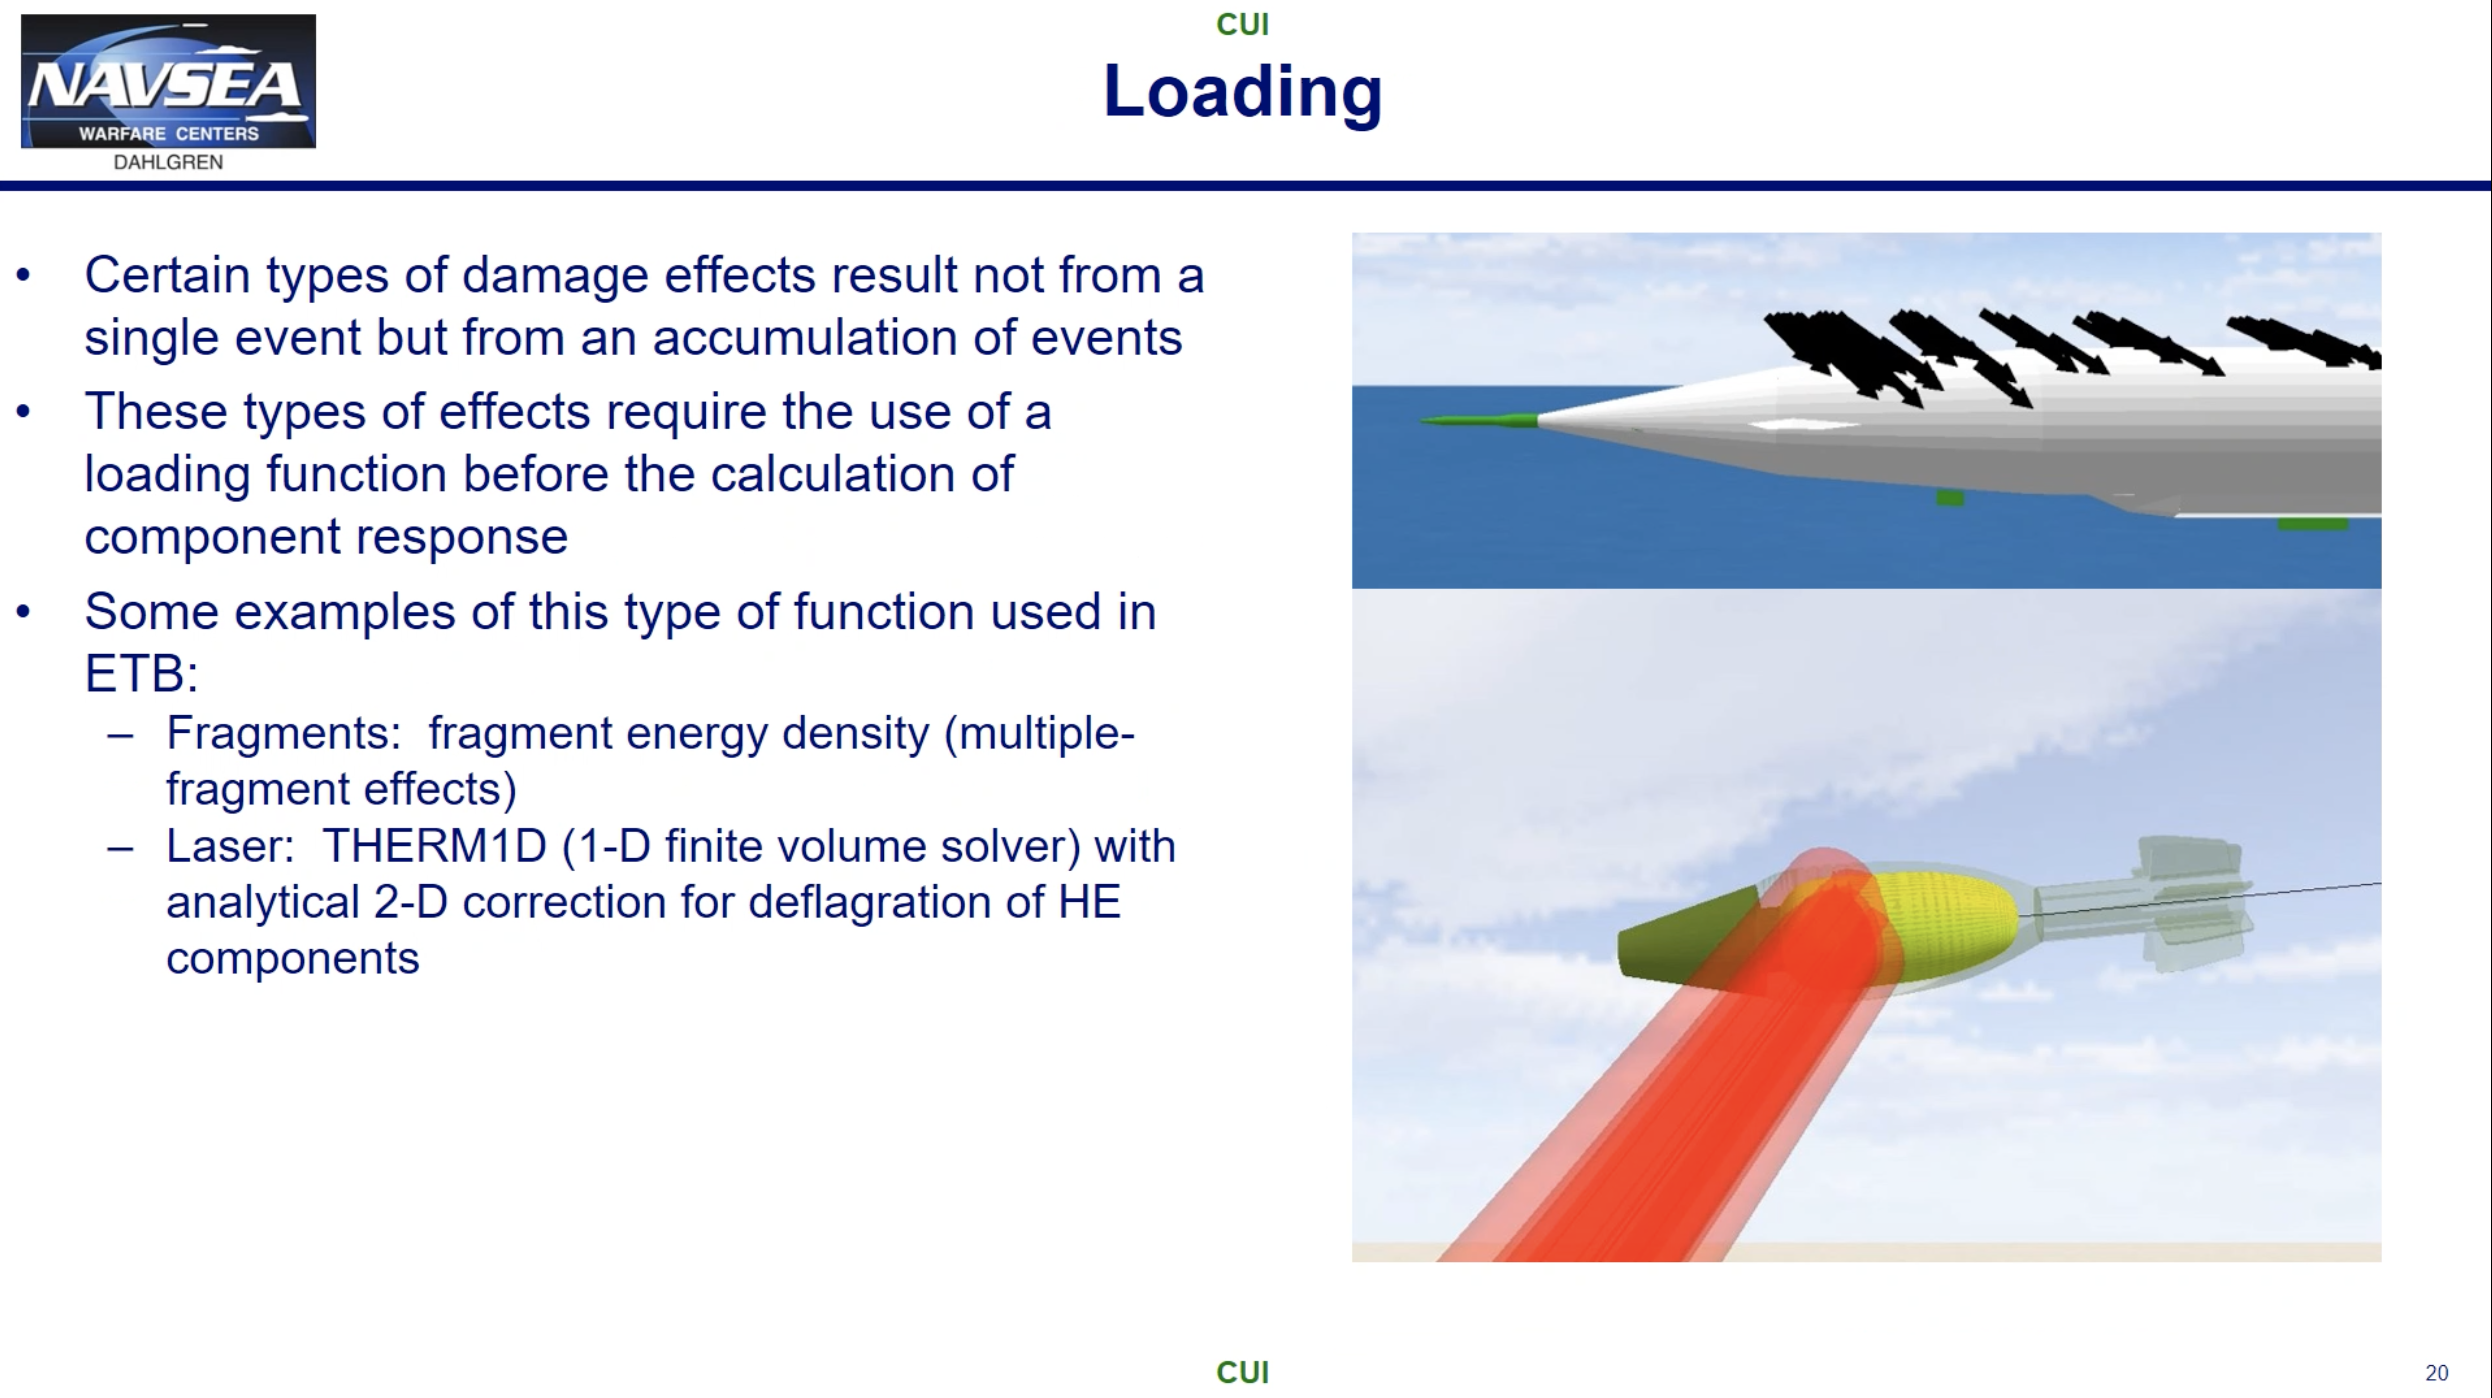 CUI
NAVSEA
WARFARE CENTERS
DAHLGREN
Loading
• Certain types of damage effects result not from a
single event but from an accumulation of events
• These types of effects require the use of a
loading function before the calculation of
component response
• Some examples of this type of function used in
ETB:
– Fragments: fragment energy density (multiple-
fragment effects)
– Laser: THERM1D (1-D finite volume solver) with
analytical 2-D correction for deflagration of HE
components
CUI
20